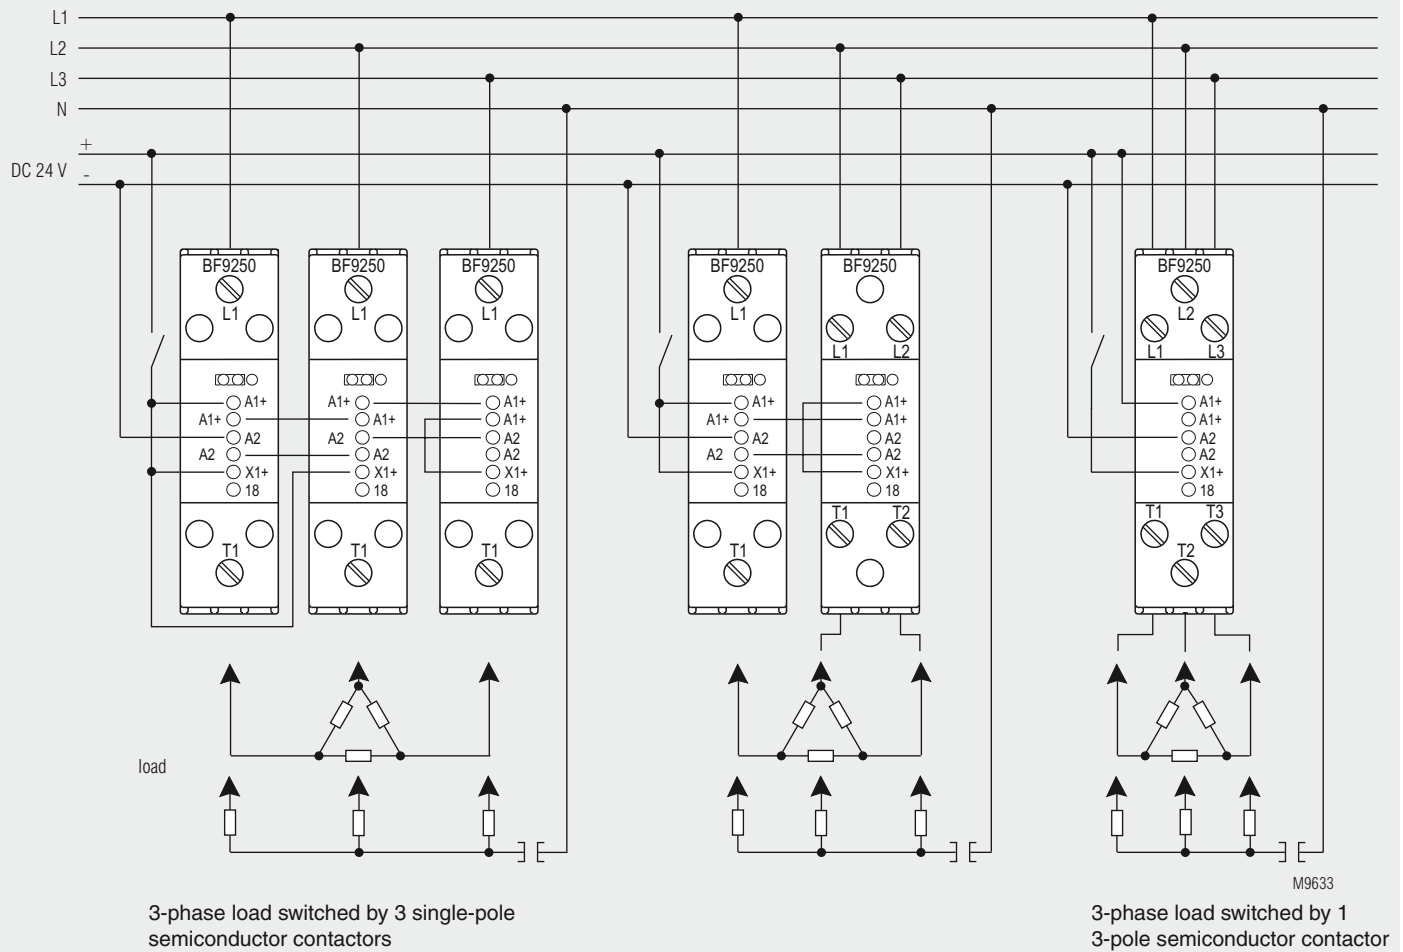 L1
L2
L3
N
+
DC 24 V
-
BF9250 BF9250 BF9250 BF9250 BF9250 BF9250
L1 L1 L1 L1 L2
L1 L2 L1 L3
A1+ A1+ A1+ A1+ A1+ A1+
A1+ A1+ A1+ A1+ A1+ A1+
A2 A2 A2 A2 A2 A2
A2 A2 A2 A2 A2 A2
X1+ X1+ X1+ X1+ X1+ X1+
18 18 18 18 18 18
T1 T2 T1 T3
T1 T1 T1 T1 T2
load
M9633
3-phase load switched by 3 single-pole
semiconductor contactors
3-phase load switched by 1
3-pole semiconductor contactor